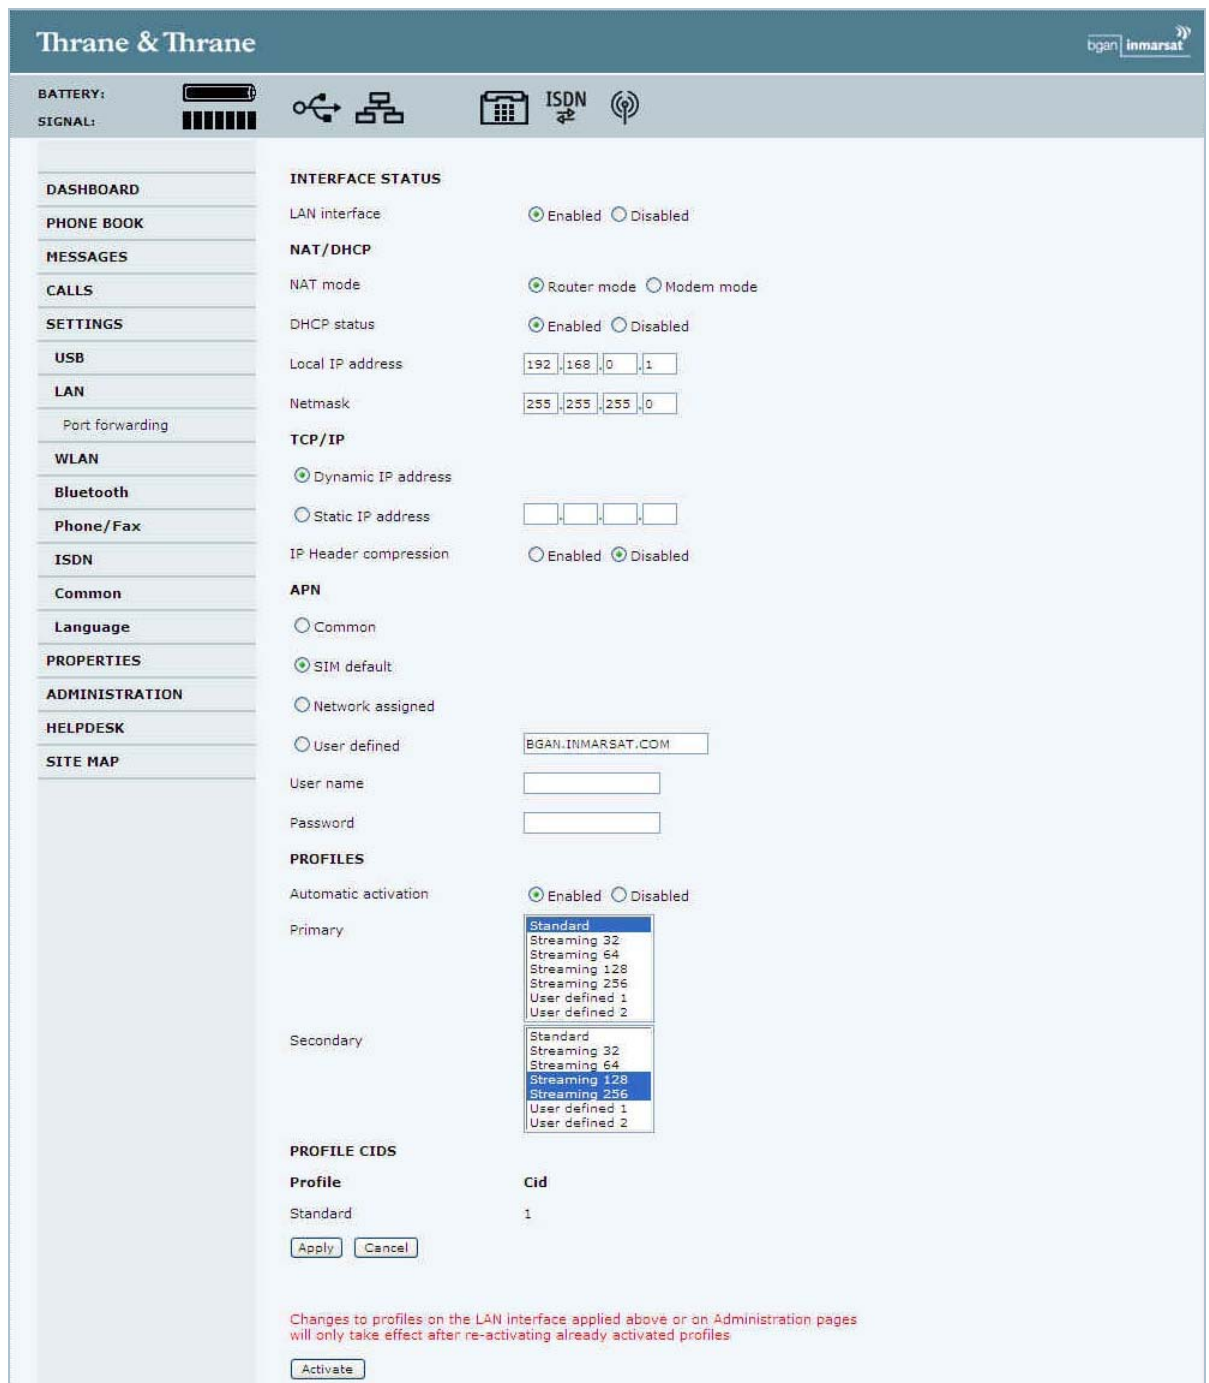 Thrane & Thrane
bgan inmarsat
BATTERY:
SIGNAL:
ISDN
DASHBOARD
PHONE BOOK
MESSAGES
CALLS
SETTINGS
USB
LAN
Port forwarding
WLAN
Bluetooth
Phone/Fax
ISDN
Common
Language
PROPERTIES
ADMINISTRATION
HELPDESK
SITE MAP
INTERFACE STATUS
LAN interface Enabled Disabled
NAT/DHCP
NAT mode Router mode Modem mode
DHCP status Enabled Disabled
Local IP address 192.168.0.1
Netmask 255.255.255.0
TCP/IP
Dynamic IP address
Static IP address . . .
IP Header compression Enabled Disabled
APN
Common
SIM default
Network assigned
User defined BGAN.INMARSAT.COM
User name
Password
PROFILES
Automatic activation Enabled Disabled
Primary
Standard
Streaming 32
Streaming 64
Streaming 128
Streaming 256
User defined 1
User defined 2
Secondary
Standard
Streaming 32
Streaming 64
Streaming 128
Streaming 256
User defined 1
User defined 2
PROFILE CIDS
Profile Cid
Standard 1
Apply Cancel
Changes to profiles on the LAN interface applied above or on Administration pages
will only take effect after re-activating already activated profiles
Activate